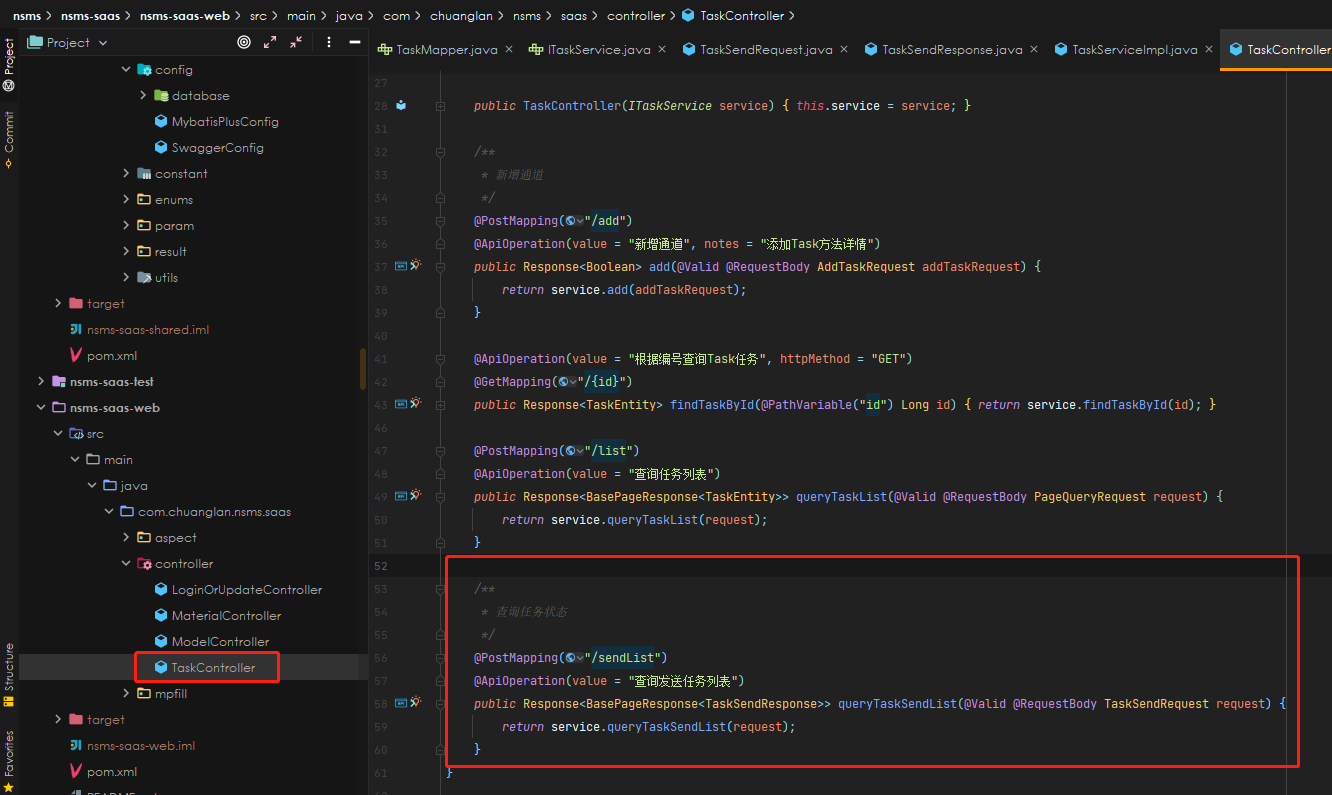 nsms > nsms-saas > nsms-saas-web > src > main > java > com > chuanglan > nsms > saas > controller > TaskController >
Project
TaskMapper.java × ITaskService.java × TaskSendRequest.java × TaskSendResponse.java × TaskServiceImpl.java × TaskController
Project
Commit
Structure
Favorites
config
database
MybatisPlusConfig
SwaggerConfig
constant
enums
param
result
utils
target
nsms-saas-shared.iml
pom.xml
nsms-saas-test
nsms-saas-web
src
main
java
com.chuanglan.nsms.saas
aspect
controller
LoginOrUpdateController
MaterialController
ModelController
TaskController
mpfill
target
nsms-saas-web.iml
pom.xml
27
28 public TaskController(ITaskService service) { this.service = service; }
31
32 /**
33 * 新增通道
34 */
35 @PostMapping("/add")
36 @ApiOperation(value = "新增通道", notes = "添加Task方法详情")
37 public Response<Boolean> add(@Valid @RequestBody AddTaskRequest addTaskRequest) {
38 return service.add(addTaskRequest);
39 }
40
41 @ApiOperation(value = "根据编号查询Task任务", httpMethod = "GET")
42 @GetMapping("/{id}")
43 public Response<TaskEntity> findTaskById(@PathVariable("id") Long id) { return service.findTaskById(id); }
46
47 @PostMapping("/list")
48 @ApiOperation(value = "查询任务列表")
49 public Response<BasePageResponse<TaskEntity>> queryTaskList(@Valid @RequestBody PageQueryRequest request) {
50 return service.queryTaskList(request);
51 }
52
53 /**
54 * 查询任务状态
55 */
56 @PostMapping("/sendList")
57 @ApiOperation(value = "查询发送任务列表")
58 public Response<BasePageResponse<TaskSendResponse>> queryTaskSendList(@Valid @RequestBody TaskSendRequest request) {
59 return service.queryTaskSendList(request);
60 }
61 }